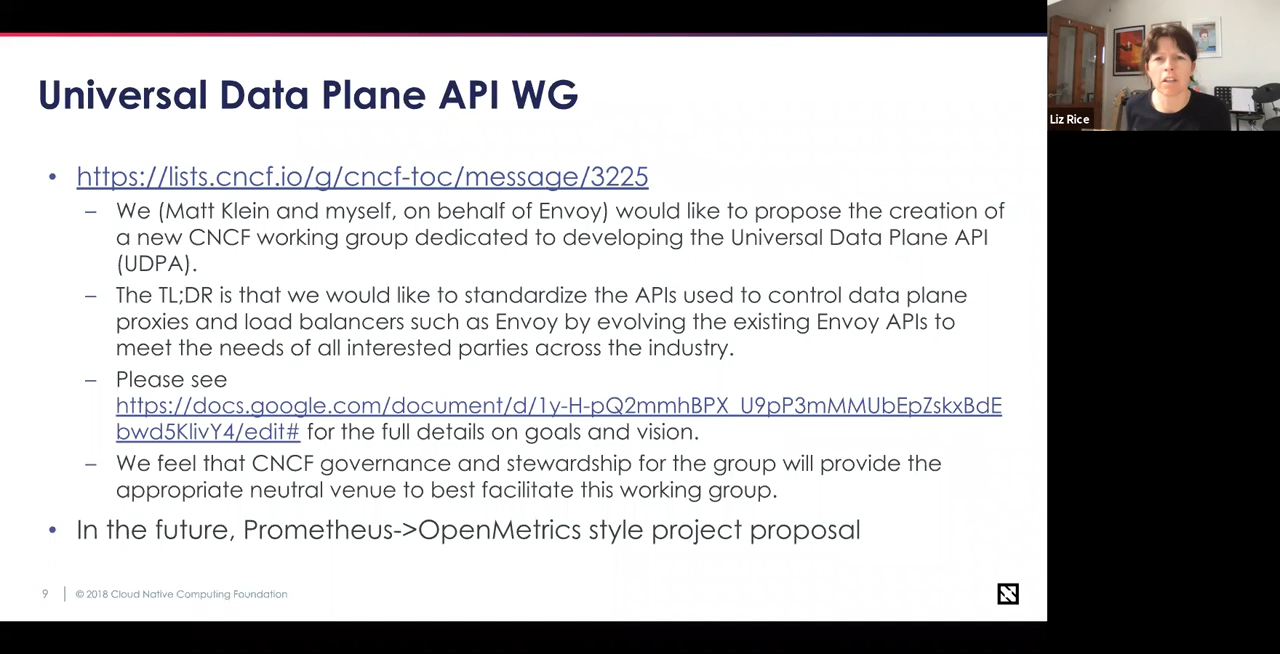 Universal Data Plane API WG
Liz Rice
• https://lists.cncf.io/g/cncf-toc/message/3225
– We (Matt Klein and myself, on behalf of Envoy) would like to propose the creation of
a new CNCF working group dedicated to developing the Universal Data Plane API
(UDPA).
– The TL;DR is that we would like to standardize the APIs used to control data plane
proxies and load balancers such as Envoy by evolving the existing Envoy APIs to
meet the needs of all interested parties across the industry.
– Please see
https://docs.google.com/document/d/1y-H-pQ2mmhBPX_U9pP3mMMUbEpZskxBdE
bwd5KlivY4/edit# for the full details on goals and vision.
– We feel that CNCF governance and stewardship for the group will provide the
appropriate neutral venue to best facilitate this working group.
• In the future, Prometheus->OpenMetrics style project proposal
9 | © 2018 Cloud Native Computing Foundation